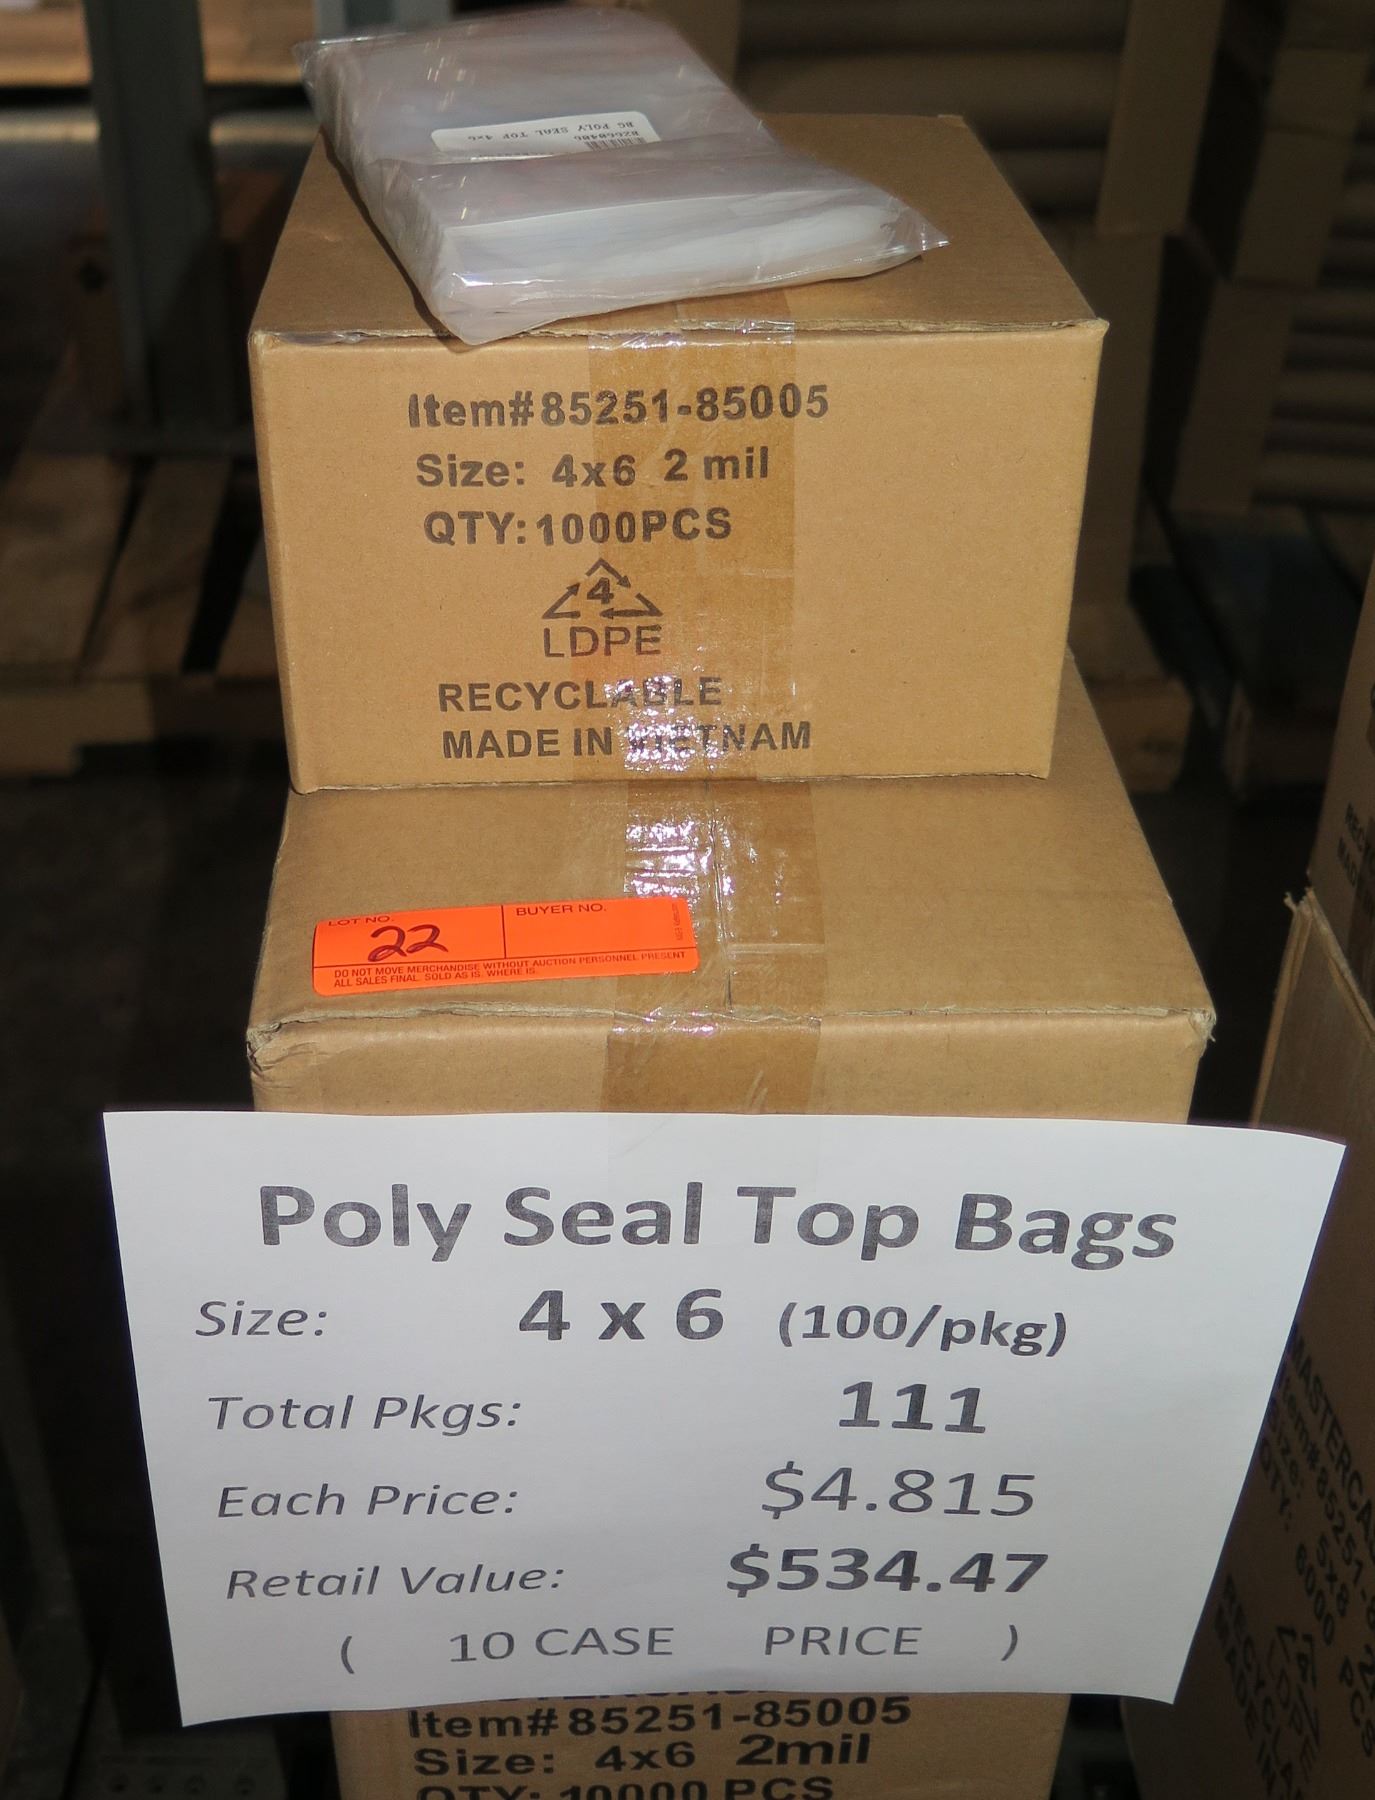 BG POLY SEAL TOP 4x6
Item#85251-85005
Size: 4x6 2 mil
QTY:1000PCS
4
LDPE
RECYCLABLE
MADE IN VIETNAM
LOT NO. 22
BUYER NO.
DO NOT MOVE MERCHANDISE WITHOUT AUCTION PERSONNEL PRESENT
ALL SALES FINAL. SOLD AS IS. WHERE IS.
Poly Seal Top Bags
Size: 4 x 6 (100/pkg)
Total Pkgs: 111
Each Price: $4.815
Retail Value: $534.47
( 10 CASE PRICE )
Item#85251-85005
Size: 4x6 2mil
QTY: 10000 PCS